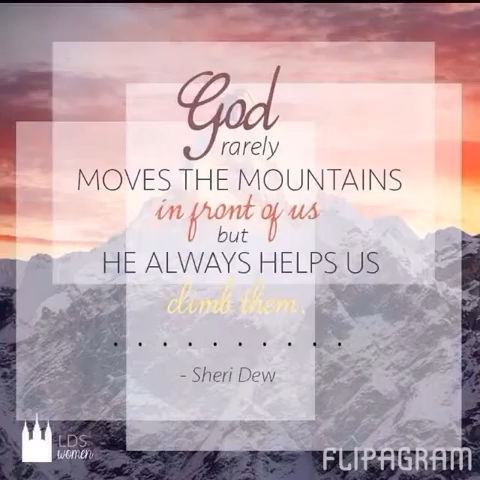 God
rarely
MOVES THE MOUNTAINS
in front of us
but
HE ALWAYS HELPS US
climb them.
- Sheri Dew
LDS
women
FLIPAGRAM